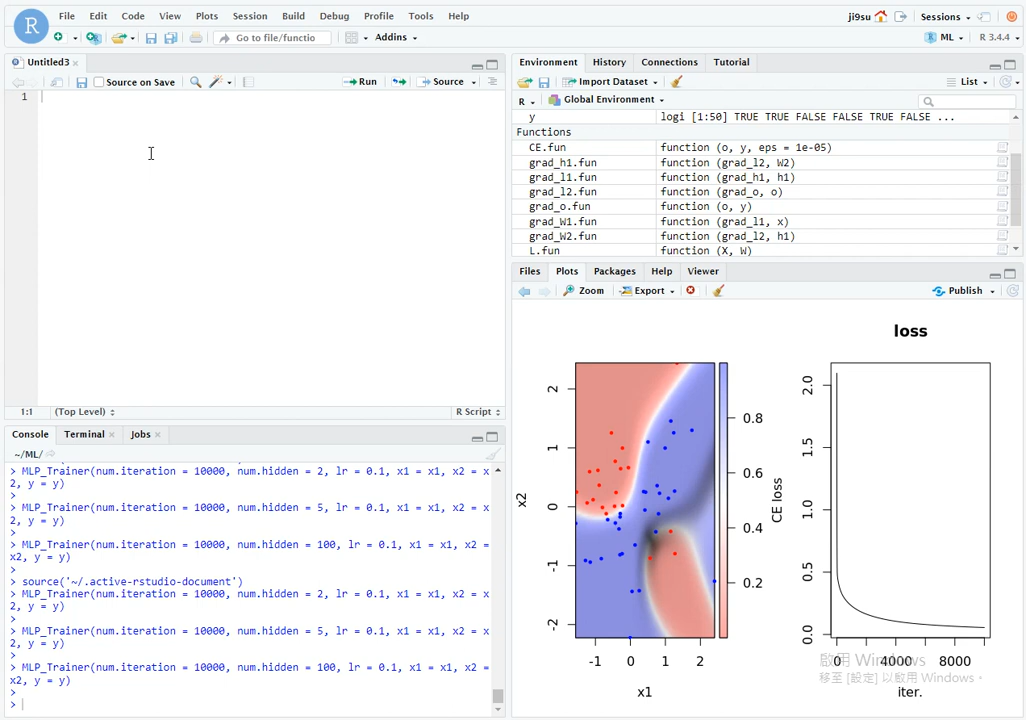 File Edit Code View Plots Session Build Debug Profile Tools Help
ji9su Sessions
Go to file/functio Addins
ML R 3.4.4
Untitled3
Source on Save Run Source
1
1:1 (Top Level) R Script
Console Terminal Jobs
~/ML/
> MLP_Trainer(num.iteration = 10000, num.hidden = 2, lr = 0.1, x1 = x1, x2 = x
2, y = y)
>
> MLP_Trainer(num.iteration = 10000, num.hidden = 5, lr = 0.1, x1 = x1, x2 = x
2, y = y)
>
> MLP_Trainer(num.iteration = 10000, num.hidden = 100, lr = 0.1, x1 = x1, x2 =
x2, y = y)
>
> source('~/.active-rstudio-document')
> MLP_Trainer(num.iteration = 10000, num.hidden = 2, lr = 0.1, x1 = x1, x2 = x
2, y = y)
>
> MLP_Trainer(num.iteration = 10000, num.hidden = 5, lr = 0.1, x1 = x1, x2 = x
2, y = y)
>
> MLP_Trainer(num.iteration = 10000, num.hidden = 100, lr = 0.1, x1 = x1, x2 =
x2, y = y)
>
>
Environment History Connections Tutorial
Import Dataset List
R Global Environment
y logi [1:50] TRUE TRUE FALSE FALSE TRUE FALSE ...
Functions
CE.fun function (o, y, eps = 1e-05)
grad_h1.fun function (grad_l2, W2)
grad_l1.fun function (grad_h1, h1)
grad_l2.fun function (grad_o, o)
grad_o.fun function (o, y)
grad_W1.fun function (grad_l1, x)
grad_W2.fun function (grad_l2, h1)
L.fun function (X, W)
Files Plots Packages Help Viewer
Zoom Export Publish
loss
x2
2
1
0
-1
-2
-1 0 1 2
x1
0.8
0.6
0.4
0.2
CE loss
2.0
1.5
1.0
0.5
0.0
0 4000 8000
iter.
啟用 Windows
移至 [設定] 以啟用 Windows。